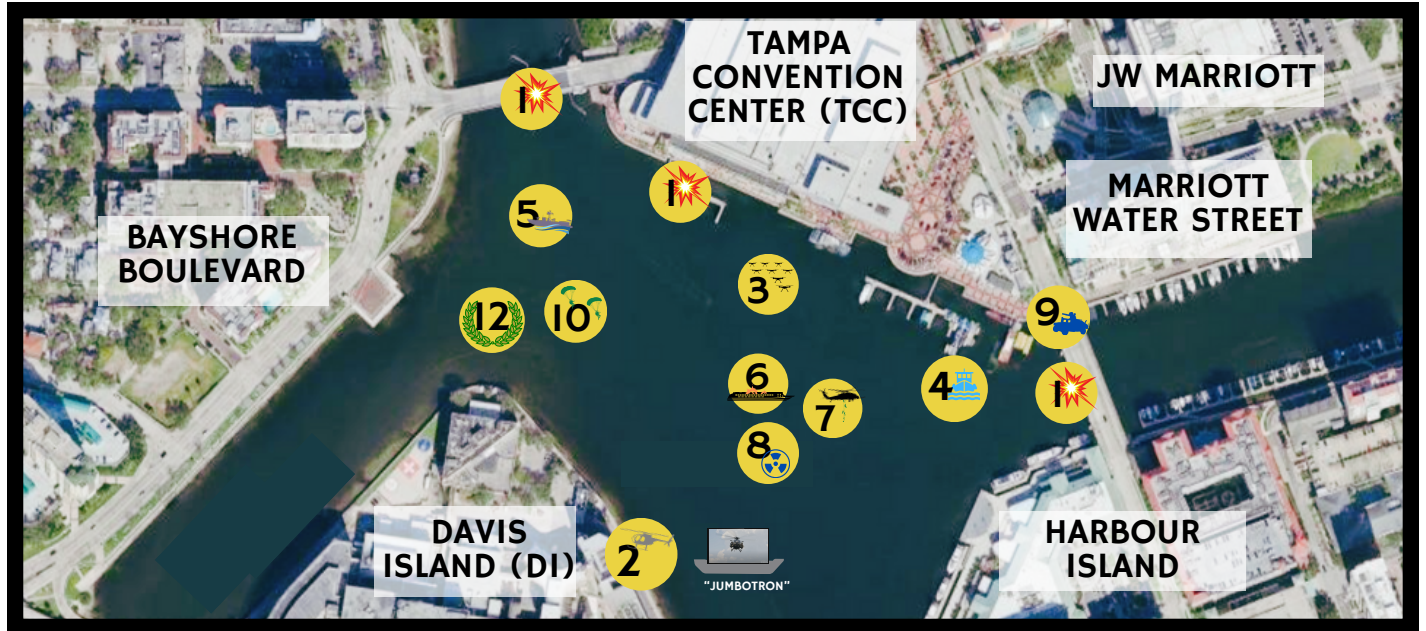 TAMPA
CONVENTION
CENTER (TCC)
JW MARRIOTT
1
1
MARRIOTT
WATER STREET
5
BAYSHORE
BOULEVARD
3
12
10
9
6
4
1
7
8
DAVIS
ISLAND (DI)
2
"JUMBOTRON"
HARBOUR
ISLAND